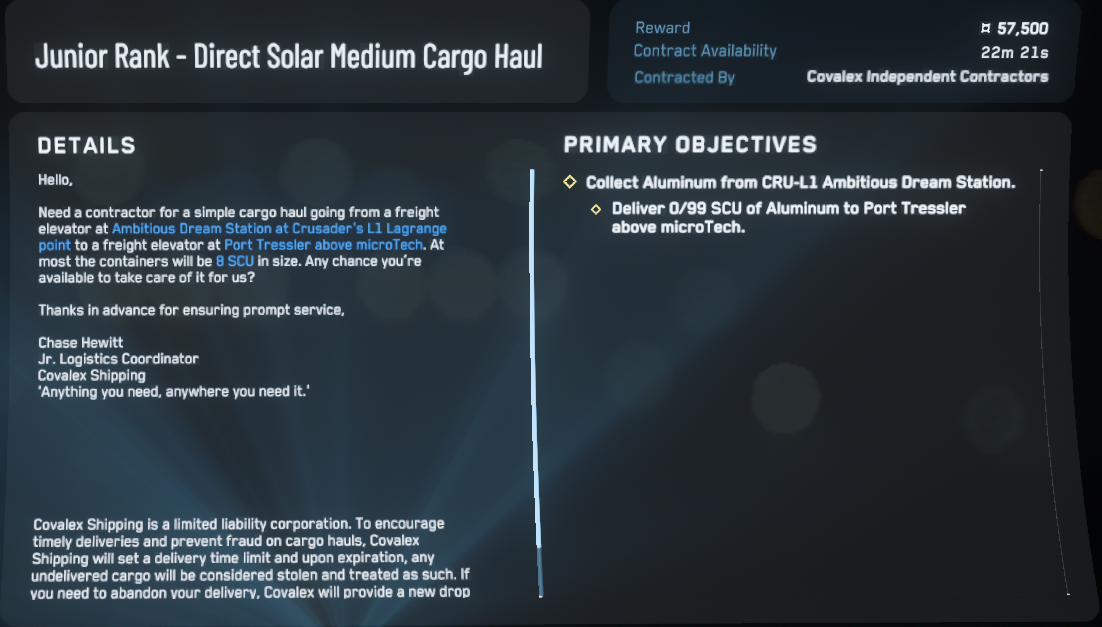 Junior Rank - Direct Solar Medium Cargo Haul
Reward ¤ 57,500
Contract Availability 22m 21s
Contracted By Covalex Independent Contractors
DETAILS
Hello,
Need a contractor for a simple cargo haul going from a freight
elevator at Ambitious Dream Station at Crusader's L1 Lagrange
point to a freight elevator at Port Tressler above microTech. At
most the containers will be 8 SCU in size. Any chance you're
available to take care of it for us?
Thanks in advance for ensuring prompt service,
Chase Hewitt
Jr. Logistics Coordinator
Covalex Shipping
'Anything you need, anywhere you need it.'
Covalex Shipping is a limited liability corporation. To encourage
timely deliveries and prevent fraud on cargo hauls, Covalex
Shipping will set a delivery time limit and upon expiration, any
undelivered cargo will be considered stolen and treated as such. If
you need to abandon your delivery, Covalex will provide a new drop
PRIMARY OBJECTIVES
Collect Aluminum from CRU-L1 Ambitious Dream Station.
Deliver 0/99 SCU of Aluminum to Port Tressler
above microTech.